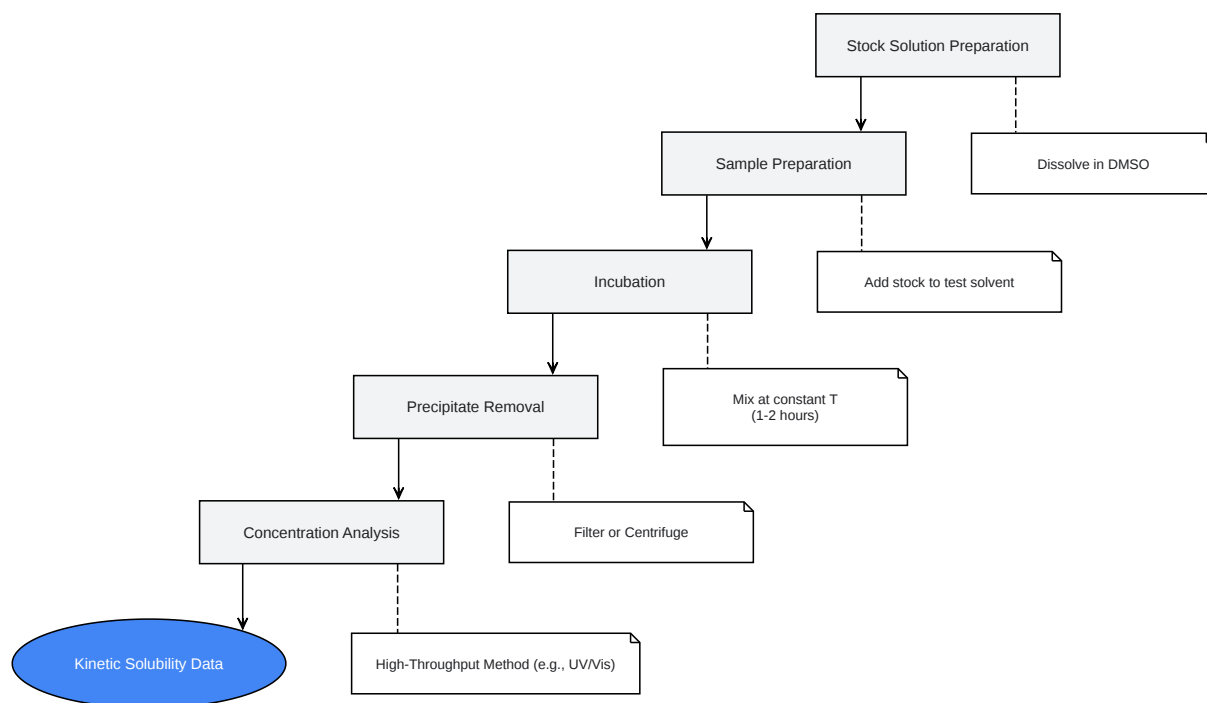 Stock Solution Preparation
Sample Preparation
Dissolve in DMSO
Incubation
Add stock to test solvent
Precipitate Removal
Mix at constant T
(1-2 hours)
Concentration Analysis
Filter or Centrifuge
Kinetic Solubility Data
High-Throughput Method (e.g., UV/Vis)